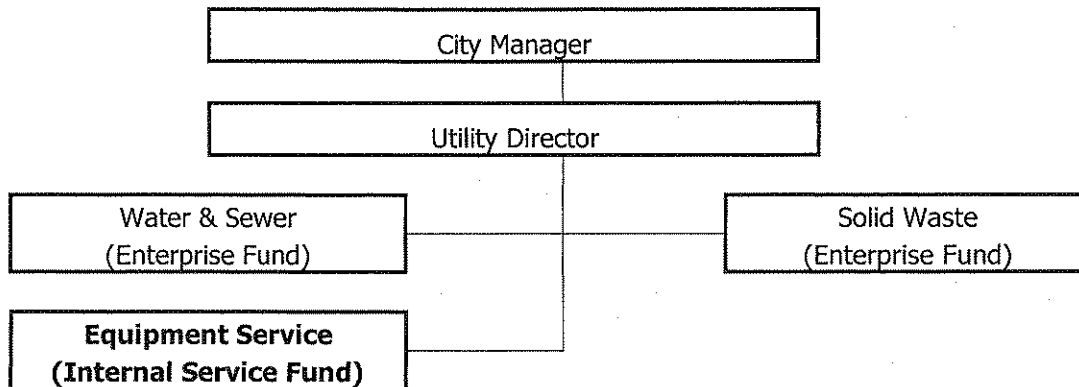 City Manager
Utility Director
Water & Sewer
(Enterprise Fund)
Solid Waste
(Enterprise Fund)
Equipment Service
(Internal Service Fund)